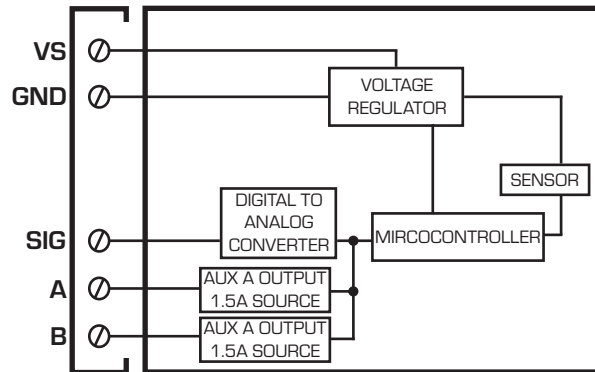 VS
GND
SIG
A
B
VOLTAGE
REGULATOR
SENSOR
DIGITAL TO
ANALOG
CONVERTER
MIRCOCONTROLLER
AUX A OUTPUT
1.5A SOURCE
AUX A OUTPUT
1.5A SOURCE